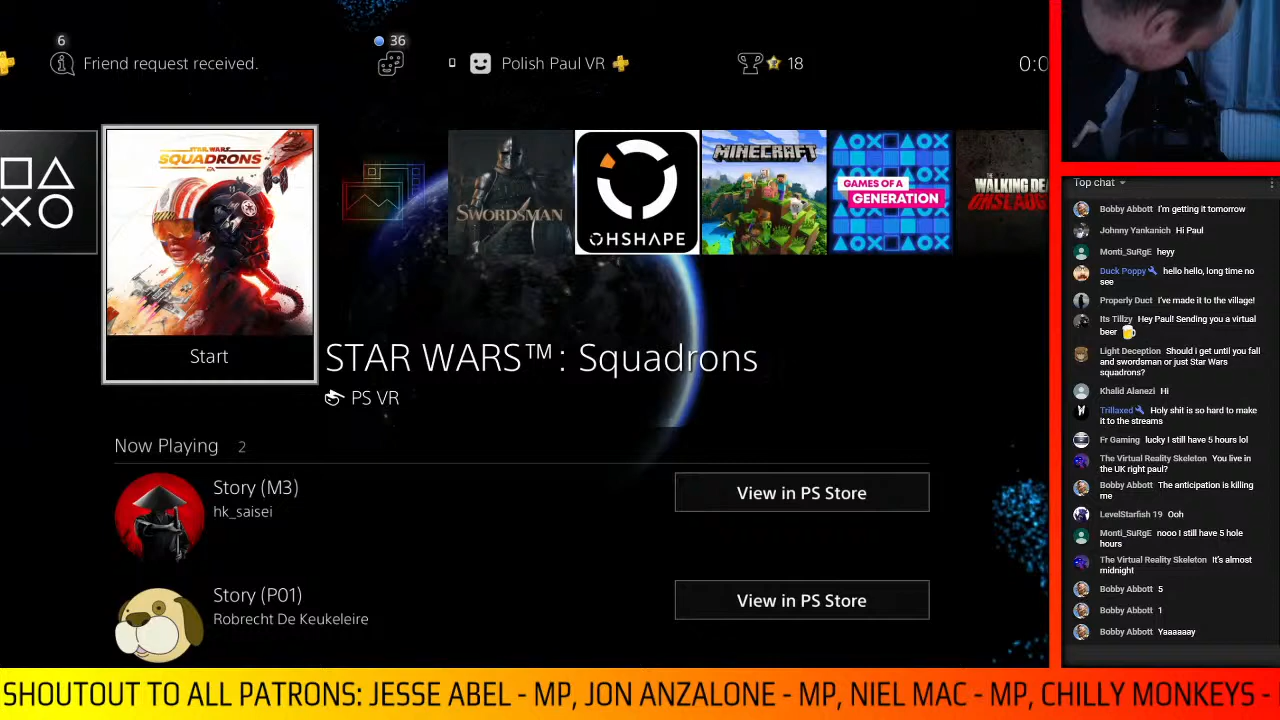 6
Friend request received.
36
Polish Paul VR
18
0:0
STAR WARS
SQUADRONS
EA
Start
SWORDSMAN
OHSHAPE
MINECRAFT
GAMES OF A
GENERATION
THE
WALKING DEA
ONSLAUGH
STAR WARS™: Squadrons
PS VR
Now Playing 2
Story (M3)
hk_saisei
View in PS Store
Story (P01)
Robrecht De Keukeleire
View in PS Store
Top chat
Bobby Abbott I'm getting it tomorrow
Johnny Yankanich Hi Paul
Monti_SuRgE heyy
Duck Poppy hello hello, long time no
see
Properly Duct I've made it to the village!
Its Tillzy Hey Paul! Sending you a virtual
beer
Light Deception Should i get until you fall
and swordsman or just Star Wars
squadrons?
Khalid Alanezi Hi
Trillaxed Holy shit is so hard to make
it to the streams
Fr Gaming lucky I still have 5 hours lol
The Virtual Reality Skeleton You live in
the UK right paul?
Bobby Abbott The anticipation is killing
me
LevelStarfish 19 Ooh
Monti_SuRgE nooo I still have 5 hole
hours
The Virtual Reality Skeleton It's almost
midnight
Bobby Abbott 5
Bobby Abbott 1
Bobby Abbott Yaaaaaay
SHOUTOUT TO ALL PATRONS: JESSE ABEL - MP, JON ANZALONE - MP, NIEL MAC - MP, CHILLY MONKEYS -